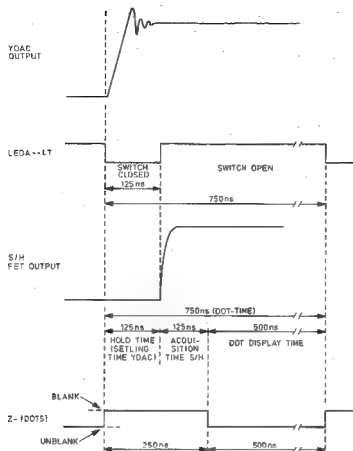 YDAC
OUTPUT
LEDA--LT
SWITCH
CLOSED
SWITCH OPEN
125ns
750ns
S/H
FET OUTPUT
750ns (DOT-TIME)
125ns
125ns
500ns
HOLD TIME
(SETLING
TIME YDAC)
ACQUI-
SITION
TIME S/H
DOT DISPLAY TIME
BLANK
Z-(DOTS)
UNBLANK
250ns
500ns